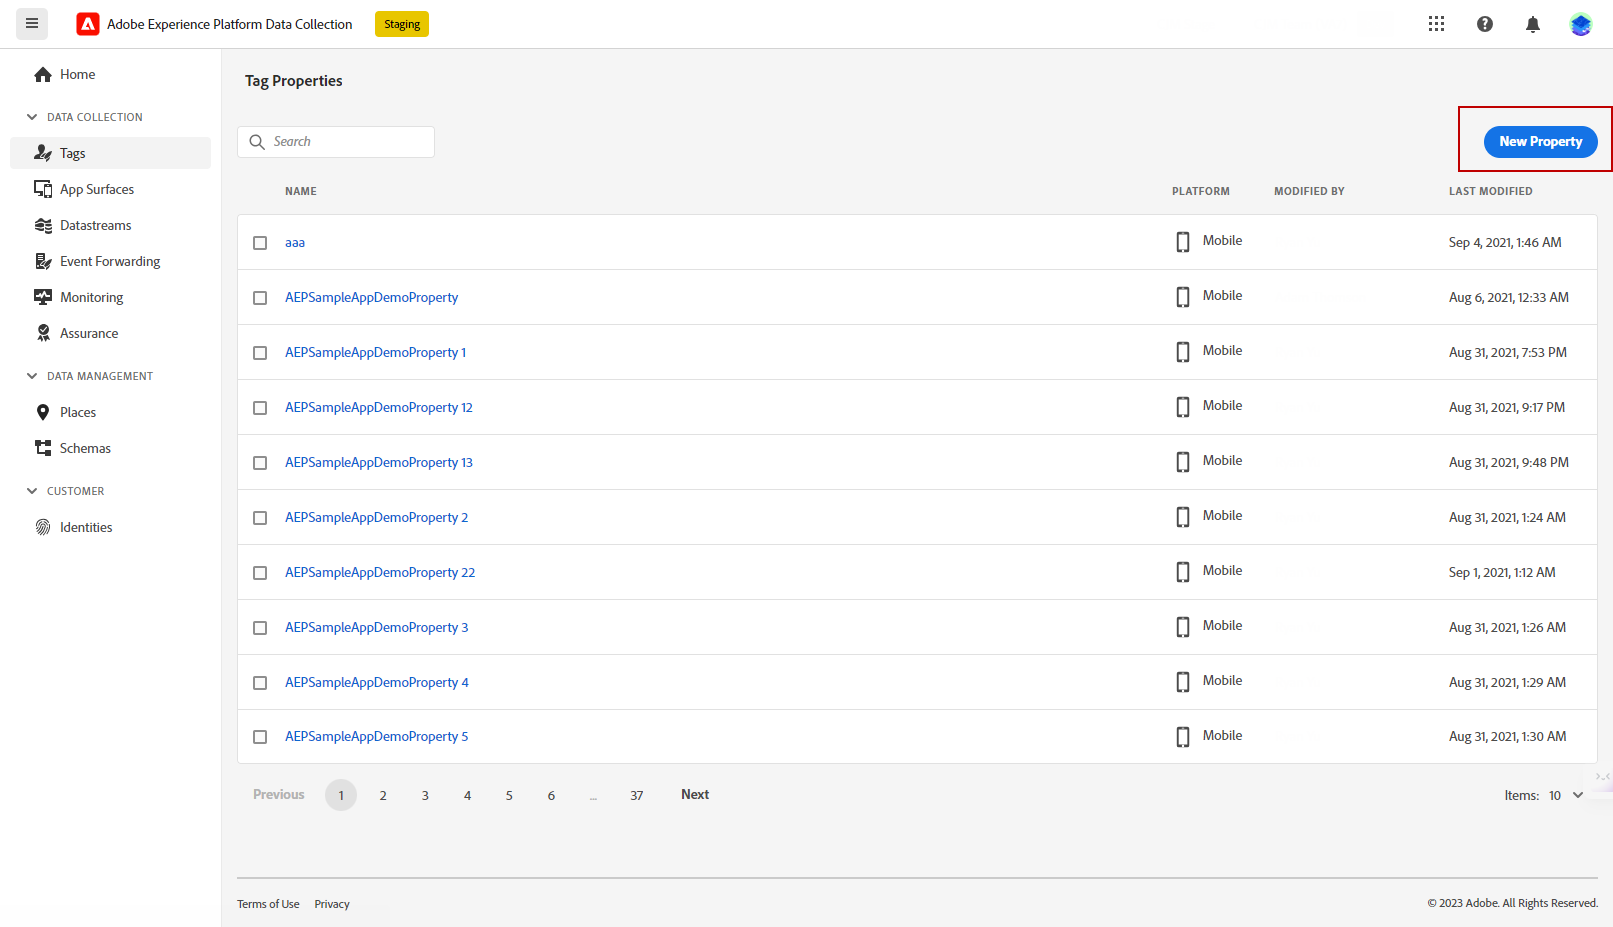 Adobe Experience Platform Data Collection Staging
Home
DATA COLLECTION
Tags
App Surfaces
Datastreams
Event Forwarding
Monitoring
Assurance
DATA MANAGEMENT
Places
Schemas
CUSTOMER
Identities
Tag Properties
Search
New Property
NAME PLATFORM MODIFIED BY LAST MODIFIED
aaa Mobile Sep 4, 2021, 1:46 AM
AEPSampleAppDemoProperty Mobile Aug 6, 2021, 12:33 AM
AEPSampleAppDemoProperty 1 Mobile Aug 31, 2021, 7:53 PM
AEPSampleAppDemoProperty 12 Mobile Aug 31, 2021, 9:17 PM
AEPSampleAppDemoProperty 13 Mobile Aug 31, 2021, 9:48 PM
AEPSampleAppDemoProperty 2 Mobile Aug 31, 2021, 1:24 AM
AEPSampleAppDemoProperty 22 Mobile Sep 1, 2021, 1:12 AM
AEPSampleAppDemoProperty 3 Mobile Aug 31, 2021, 1:26 AM
AEPSampleAppDemoProperty 4 Mobile Aug 31, 2021, 1:29 AM
AEPSampleAppDemoProperty 5 Mobile Aug 31, 2021, 1:30 AM
Previous 1 2 3 4 5 6 ... 37 Next Items: 10
Terms of Use Privacy © 2023 Adobe. All Rights Reserved.